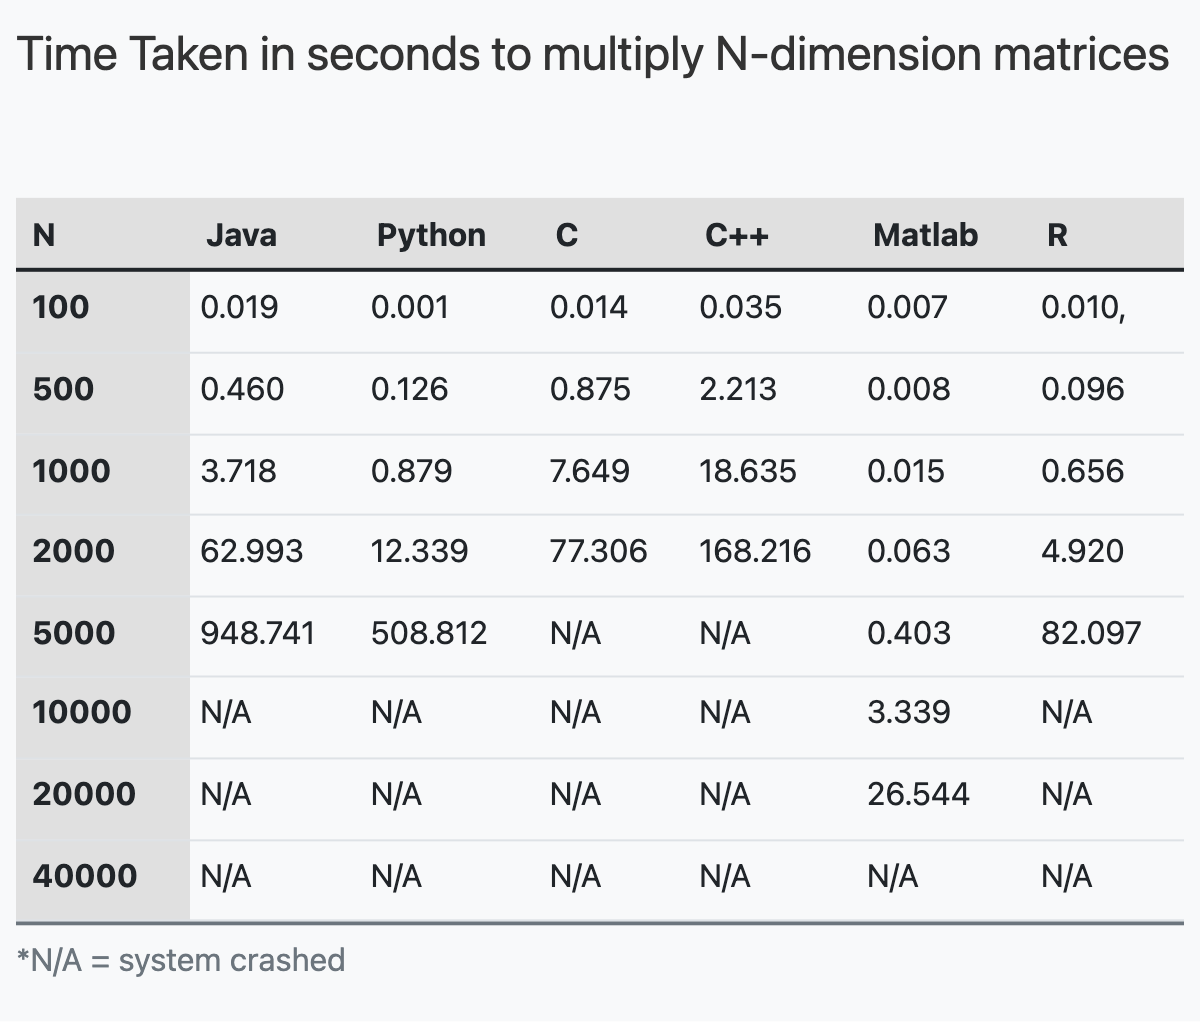 Time Taken in seconds to multiply N-dimension matrices
N Java Python C C++ Matlab R
100 0.019 0.001 0.014 0.035 0.007 0.010,
500 0.460 0.126 0.875 2.213 0.008 0.096
1000 3.718 0.879 7.649 18.635 0.015 0.656
2000 62.993 12.339 77.306 168.216 0.063 4.920
5000 948.741 508.812 N/A N/A 0.403 82.097
10000 N/A N/A N/A N/A 3.339 N/A
20000 N/A N/A N/A N/A 26.544 N/A
40000 N/A N/A N/A N/A N/A N/A
*N/A = system crashed